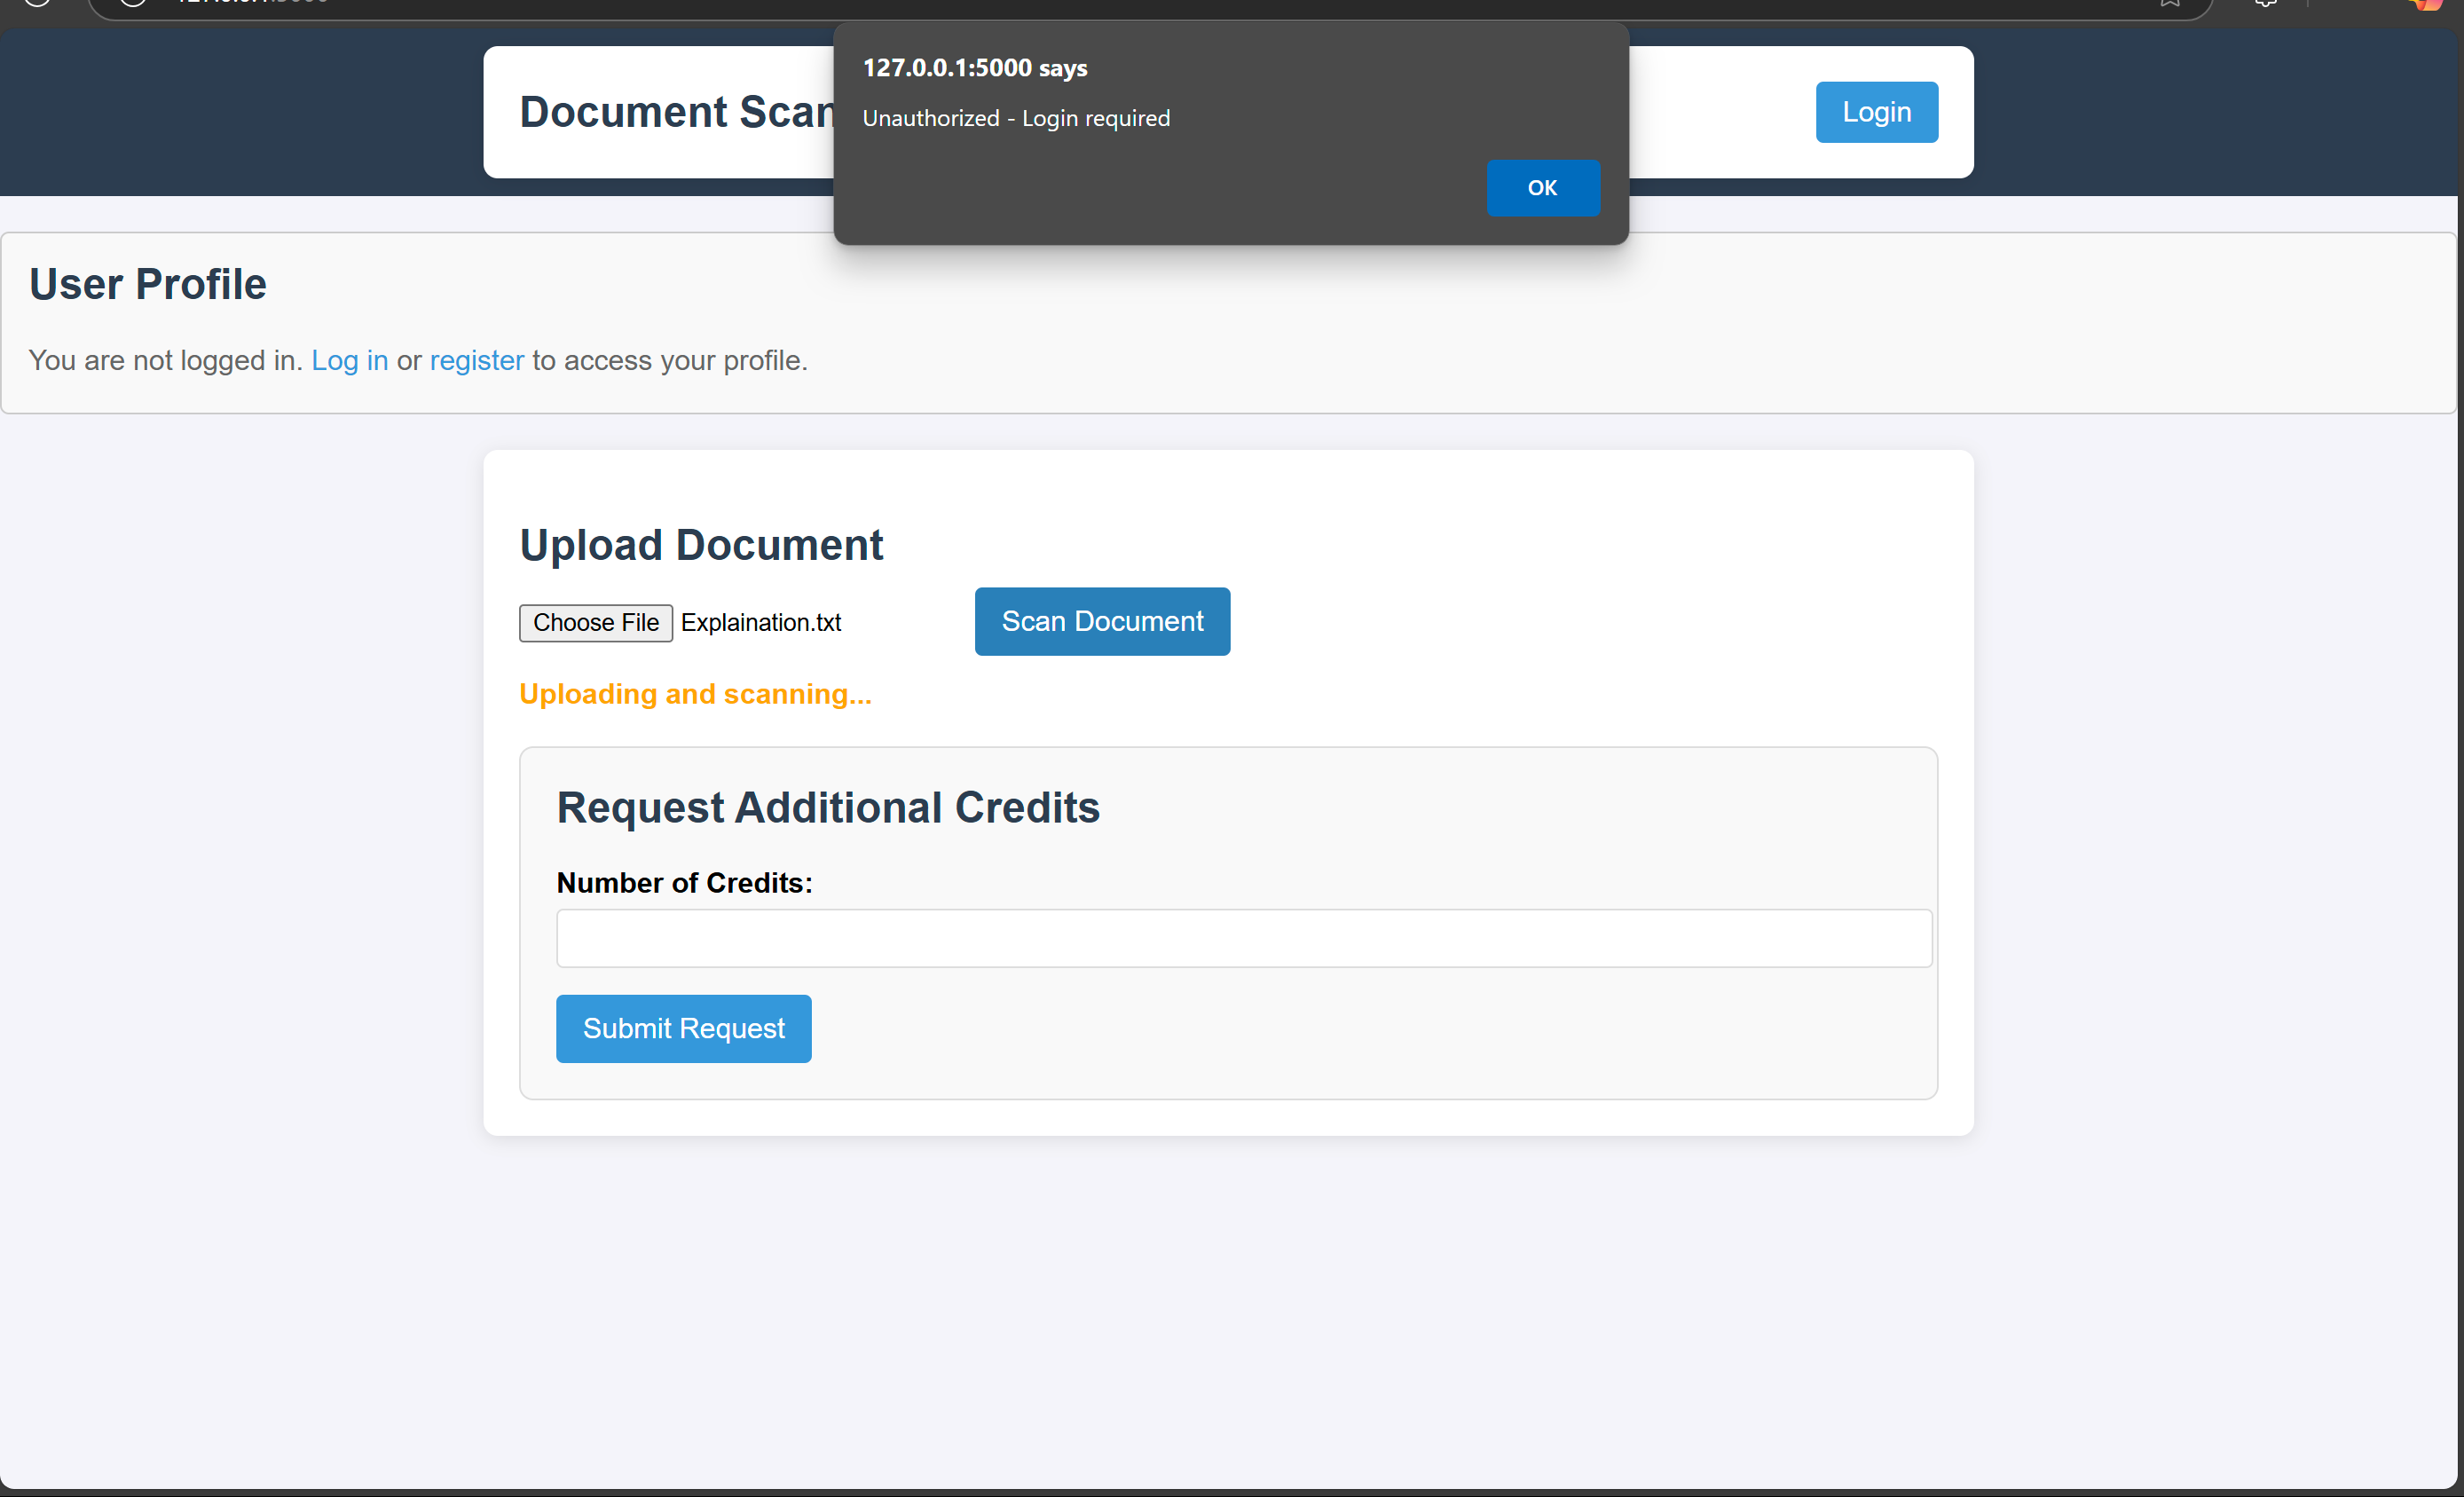 127.0.0.1:5000 says
Unauthorized - Login required
OK
Document Scan
Login
User Profile
You are not logged in. Log in or register to access your profile.
Upload Document
Choose File Explaination.txt
Scan Document
Uploading and scanning...
Request Additional Credits
Number of Credits:
Submit Request